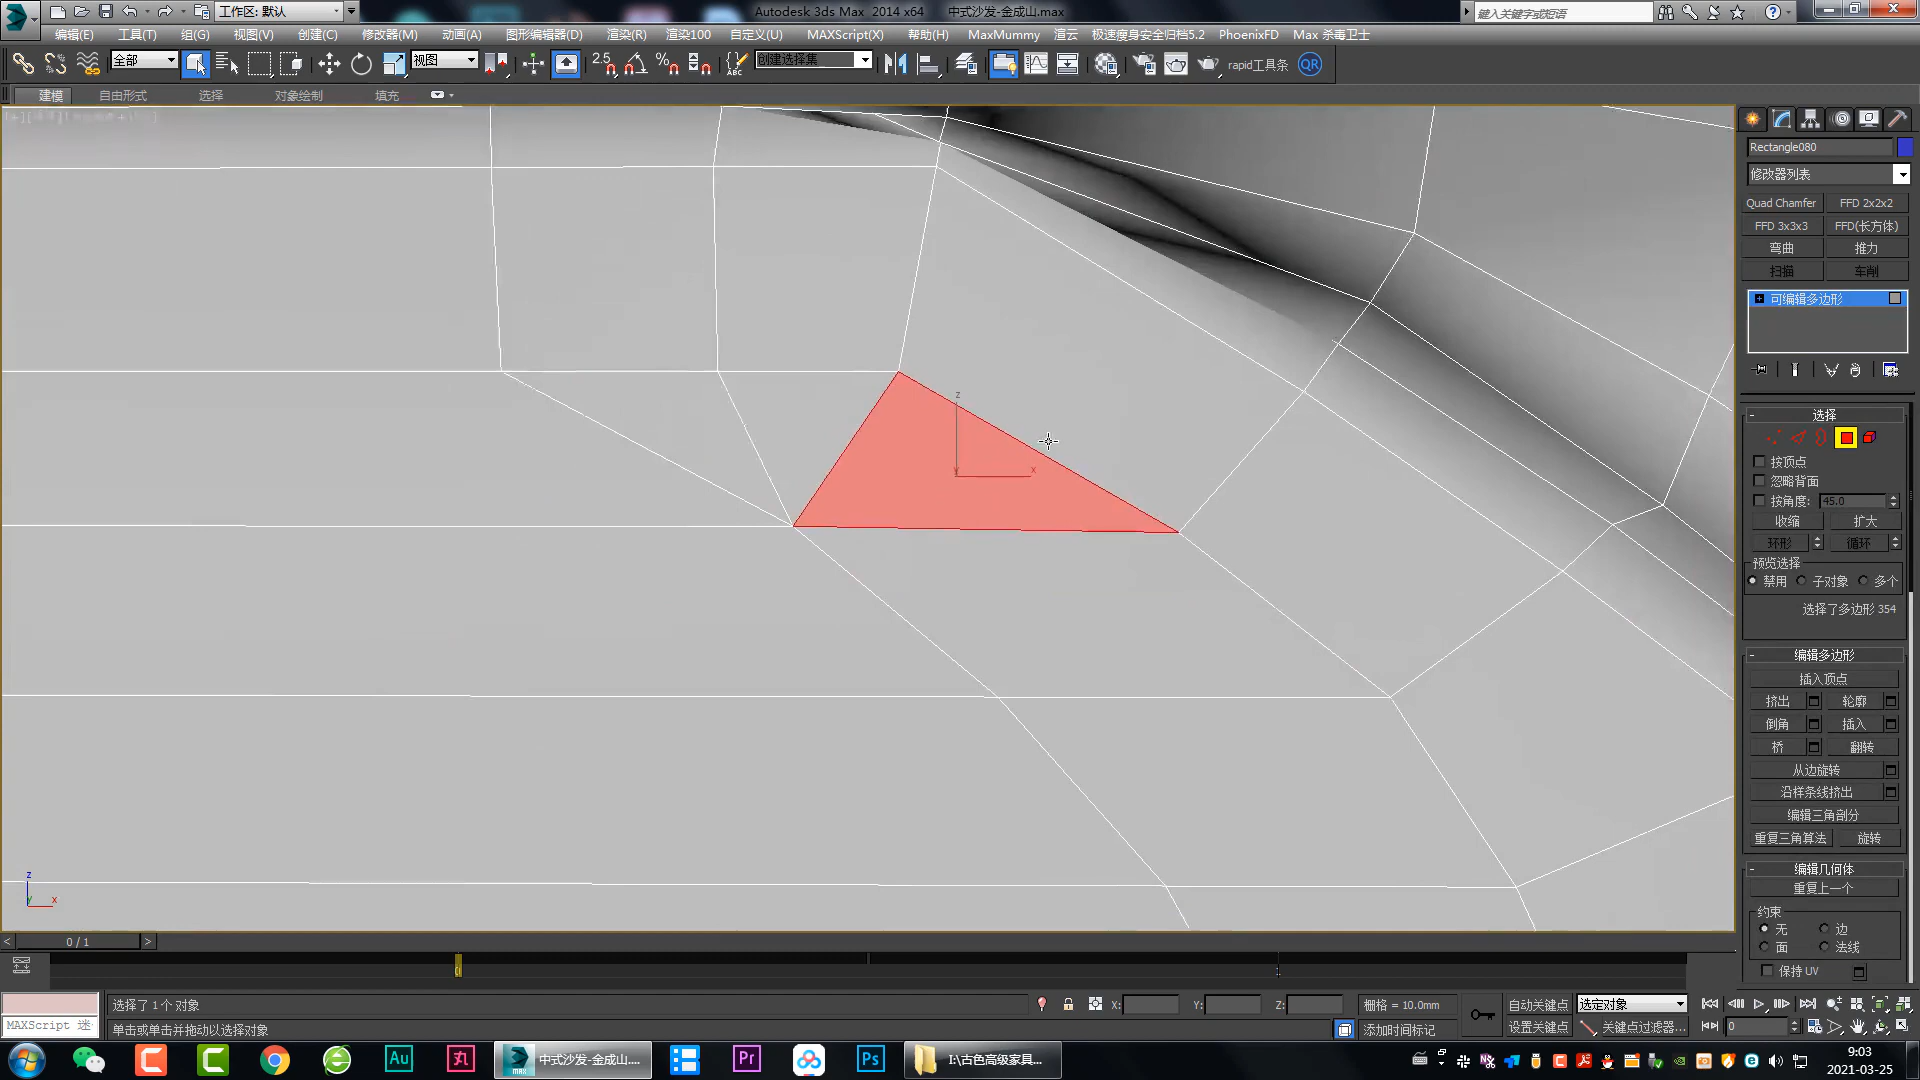 工作区: 默认
Autodesk 3ds Max 2014 x64 中式沙发-金成山.max
键入关键字或短语
编辑(E) 工具(T) 组(G) 视图(V) 创建(C) 修改器(M) 动画(A) 图形编辑器(D) 渲染(R) 渲染100 自定义(U) MAXScript(X) 帮助(H) MaxMummy 渲云 极速瘦身安全归档5.2 PhoenixFD Max 杀毒卫士
全部 视图 2.5 ABC 创建选择集 rapid工具条 QR
建模 自由形式 选择 对象绘制 填充
Rectangle080
修改器列表
Quad Chamfer FFD 2x2x2
FFD 3x3x3 FFD(长方体)
弯曲 推力
扫描 车削
可编辑多边形
选择
按顶点
忽略背面
按角度: 45.0
收缩 扩大
环形 循环
预览选择
禁用 子对象 多个
选择了多边形 354
编辑多边形
插入顶点
挤出 轮廓
倒角 插入
桥 翻转
从边旋转
沿样条线挤出
编辑三角剖分
重复三角算法 旋转
编辑几何体
重复上一个
约束
无 边
面 法线
保持 UV
z
x
z
y x
0 / 1
选择了 1 个 对象 X: Y: Z: 栅格 = 10.0mm 自动关键点 选定对象
MAXScript 迷 单击或单击并拖动以选择对象 添加时间标记 设置关键点 关键点过滤器... 0
Au 中式沙发-金成山.... Pr Ps I:\古色高级家具...
9:03
2021-03-25